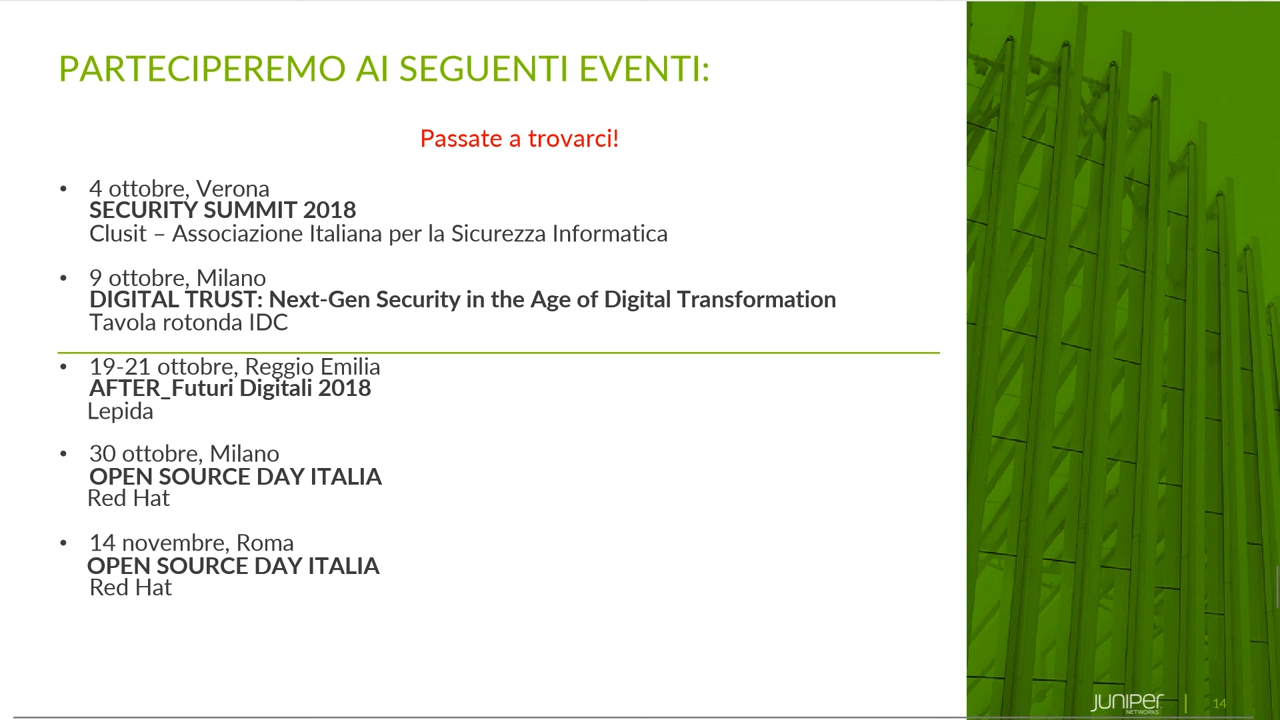 PARTECIPEREMO AI SEGUENTI EVENTI:
Passate a trovarci!
• 4 ottobre, Verona
SECURITY SUMMIT 2018
Clusit – Associazione Italiana per la Sicurezza Informatica
• 9 ottobre, Milano
DIGITAL TRUST: Next-Gen Security in the Age of Digital Transformation
Tavola rotonda IDC
• 19-21 ottobre, Reggio Emilia
AFTER_Futuri Digitali 2018
Lepida
• 30 ottobre, Milano
OPEN SOURCE DAY ITALIA
Red Hat
• 14 novembre, Roma
OPEN SOURCE DAY ITALIA
Red Hat
JUNIPER
NETWORKS
14